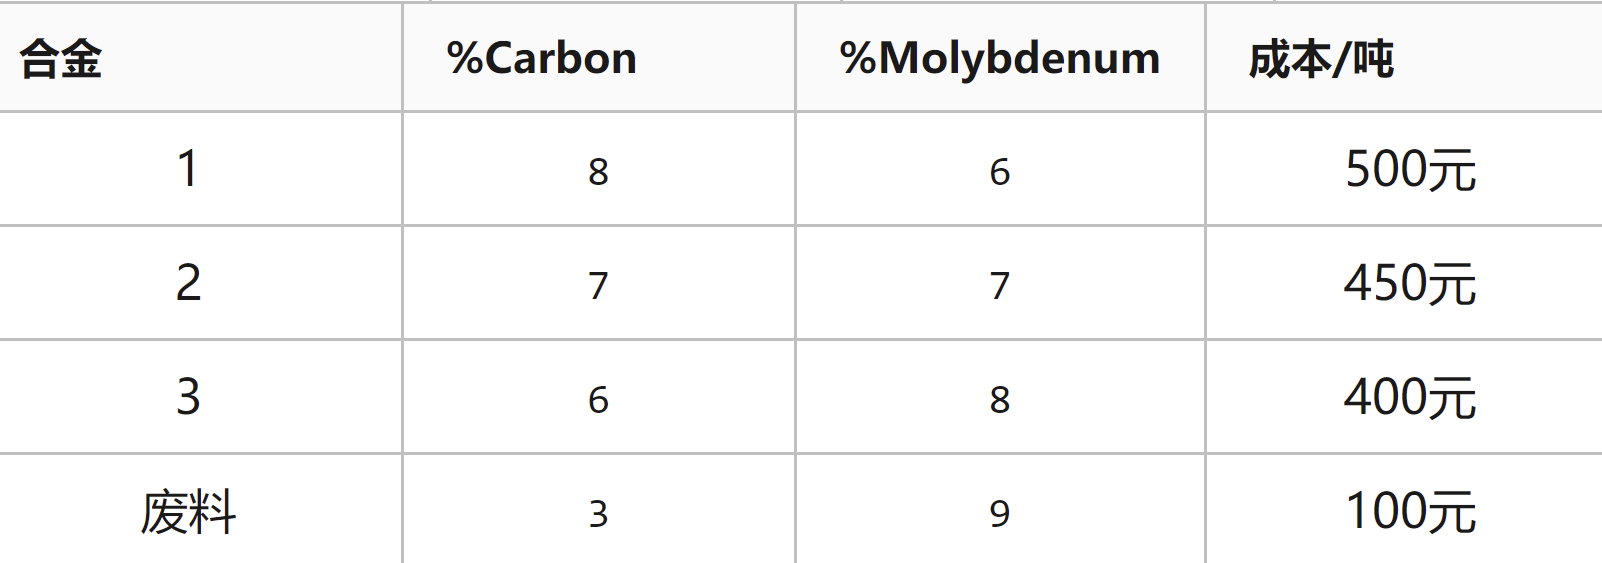 合金 %Carbon %Molybdenum 成本/吨
1 8 6 500元
2 7 7 450元
3 6 8 400元
废料 3 9 100元